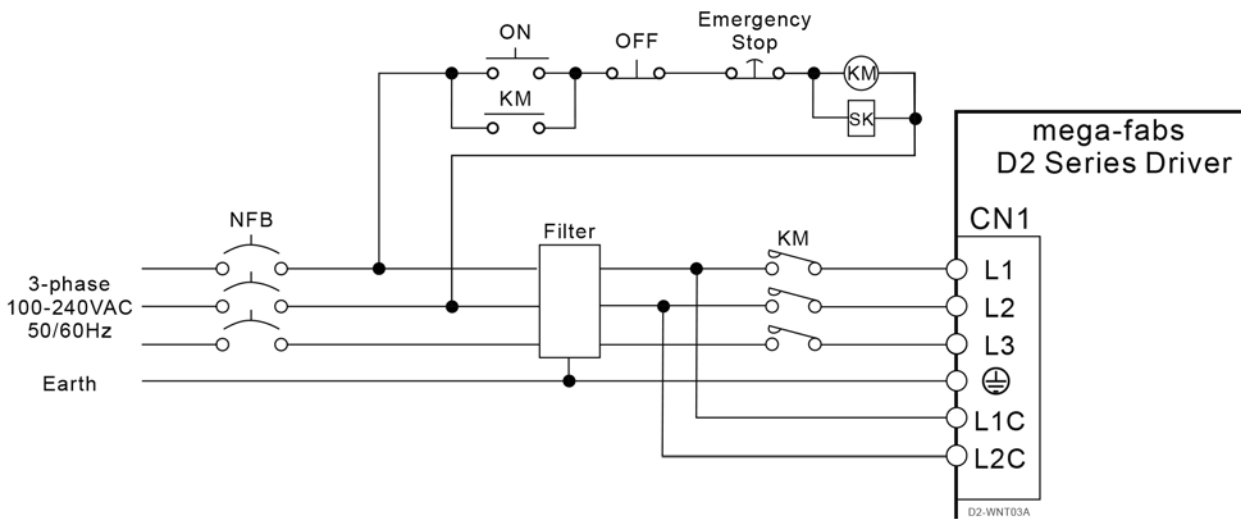 ON
OFF
Emergency
Stop
KM
KM
SK
mega-fabs
D2 Series Driver
CN1
NFB
Filter
KM
3-phase
100-240VAC
50/60Hz
Earth
L1
L2
L3
L1C
L2C
D2-WNT03A